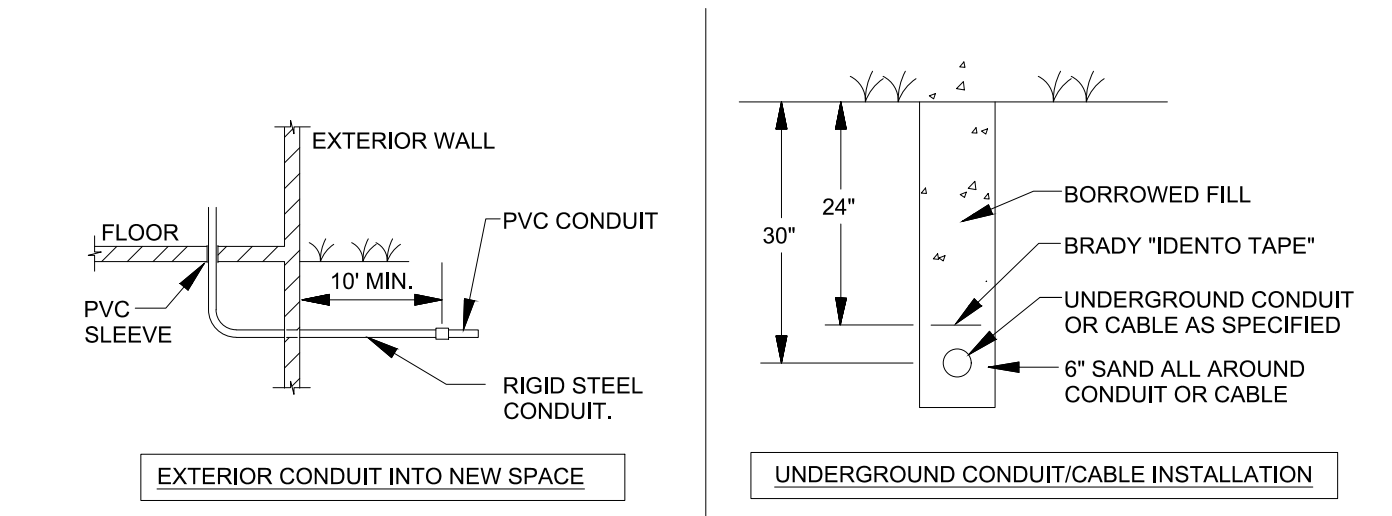 EXTERIOR WALL
FLOOR
PVC CONDUIT
10' MIN.
PVC
SLEEVE
RIGID STEEL
CONDUIT.
EXTERIOR CONDUIT INTO NEW SPACE
30"
24"
BORROWED FILL
BRADY "IDENTO TAPE"
UNDERGROUND CONDUIT
OR CABLE AS SPECIFIED
6" SAND ALL AROUND
CONDUIT OR CABLE
UNDERGROUND CONDUIT/CABLE INSTALLATION